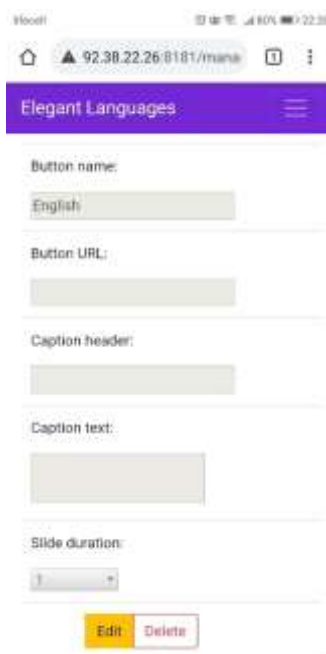 92.38.22.26:8181/mana
Elegant Languages
Button name:
English
Button URL:
Caption header:
Caption text:
Slide duration:
1
Edit
Delete